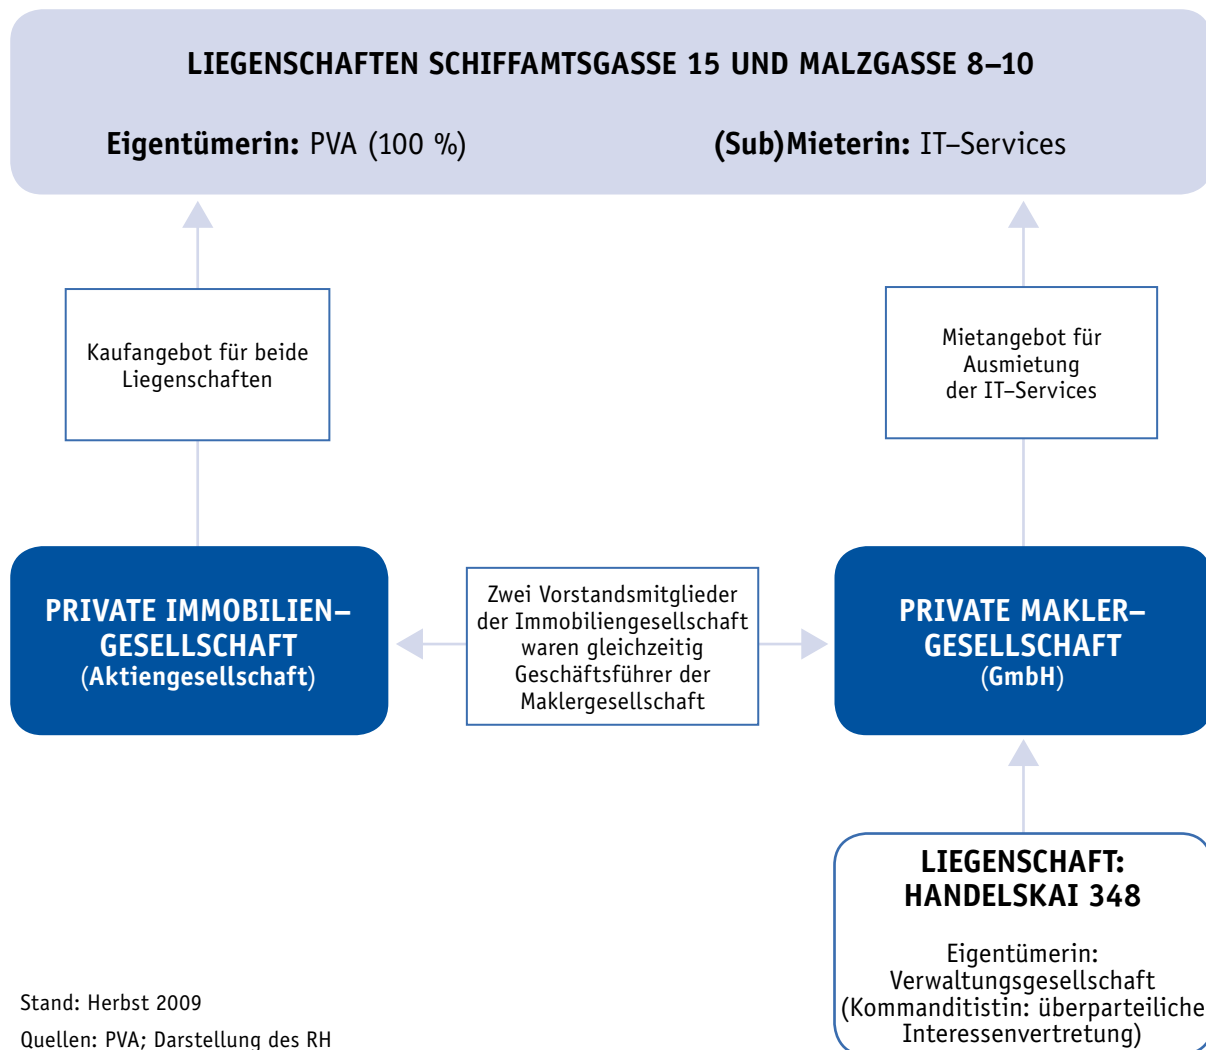 LIEGENSCHAFTEN SCHIFFAMTSGASSE 15 UND MALZGASSE 8–10
Eigentümerin: PVA (100 %)
(Sub)Mieterin: IT–Services
Kaufangebot für beide
Liegenschaften
Mietangebot für
Ausmietung
der IT–Services
PRIVATE IMMOBILIEN–
GESELLSCHAFT
(Aktiengesellschaft)
Zwei Vorstandsmitglieder
der Immobiliengesellschaft
waren gleichzeitig
Geschäftsführer der
Maklergesellschaft
PRIVATE MAKLER–
GESELLSCHAFT
(GmbH)
LIEGENSCHAFT:
HANDELSKAI 348
Eigentümerin:
Verwaltungsgesellschaft
(Kommanditistin: überparteiliche
Interessenvertretung)
Stand: Herbst 2009
Quellen: PVA; Darstellung des RH